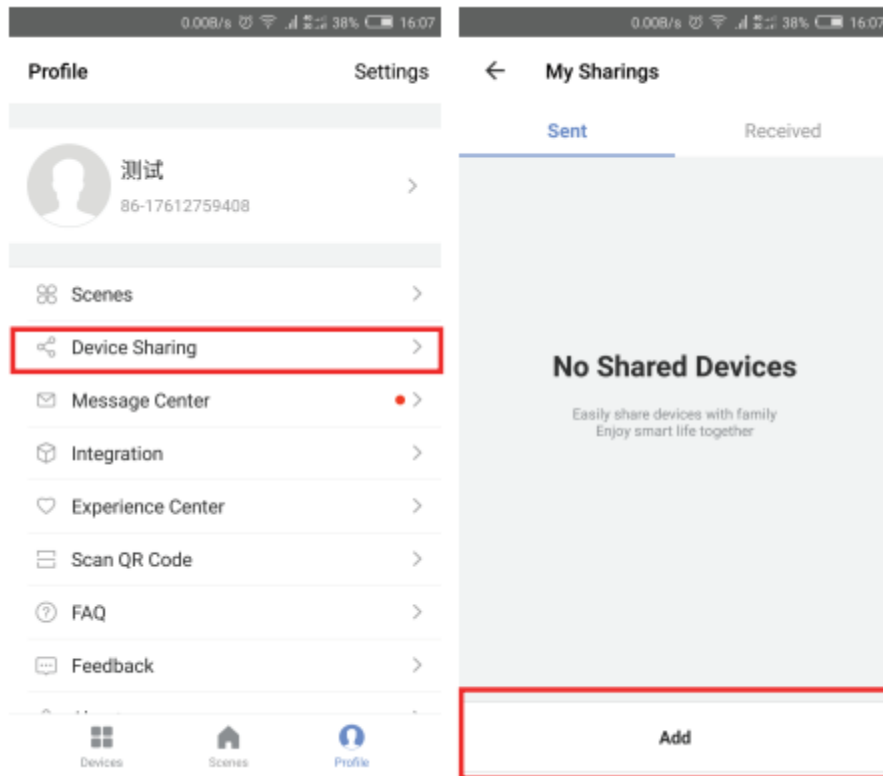 0.00B/s 38% 16:07
Profile
Settings
测试
86-17612759408
Scenes
Device Sharing
Message Center
Integration
Experience Center
Scan QR Code
FAQ
Feedback
Devices
Scenes
Profile
0.00B/s 38% 16:07
My Sharings
Sent
Received
No Shared Devices
Easily share devices with family
Enjoy smart life together
Add